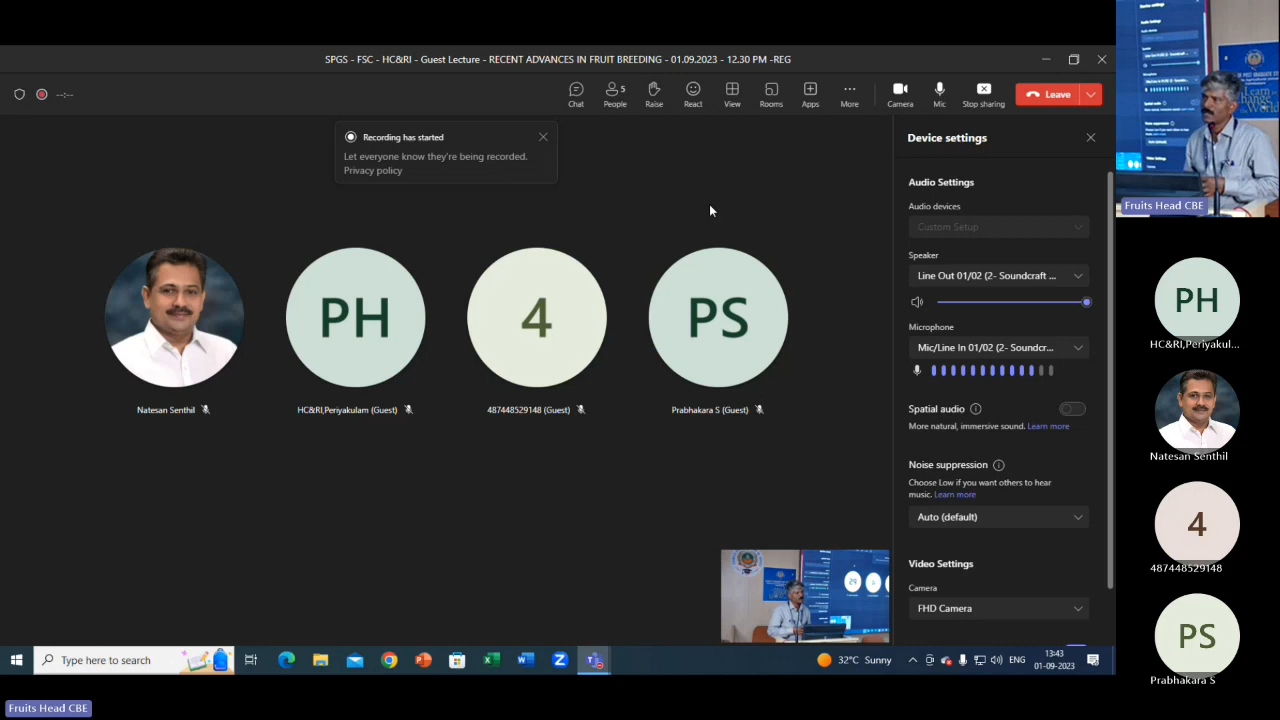 SPGS - FSC - HC&RI - Guest Lecture - RECENT ADVANCES IN FRUIT BREEDING - 01.09.2023 - 12.30 PM -REG
--:--
Chat
People
5
Raise
React
View
Rooms
Apps
More
Camera
Mic
Stop sharing
Leave
Recording has started
Let everyone know they're being recorded.
Privacy policy
PH
4
PS
Natesan Senthil
HC&RI,Periyakulam (Guest)
487448529148 (Guest)
Prabhakara S (Guest)
Device settings
Audio Settings
Audio devices
Custom Setup
Speaker
Line Out 01/02 (2- Soundcraft ...
Microphone
Mic/Line In 01/02 (2- Soundcr...
Spatial audio
More natural, immersive sound. Learn more
Noise suppression
Choose Low if you want others to hear
music. Learn more
Auto (default)
Video Settings
Camera
FHD Camera
Type here to search
32°C Sunny
ENG
13:43
01-09-2023
Fruits Head CBE
PH
HC&RI,Periyakul...
Natesan Senthil
4
487448529148
PS
Prabhakara S
Fruits Head CBE